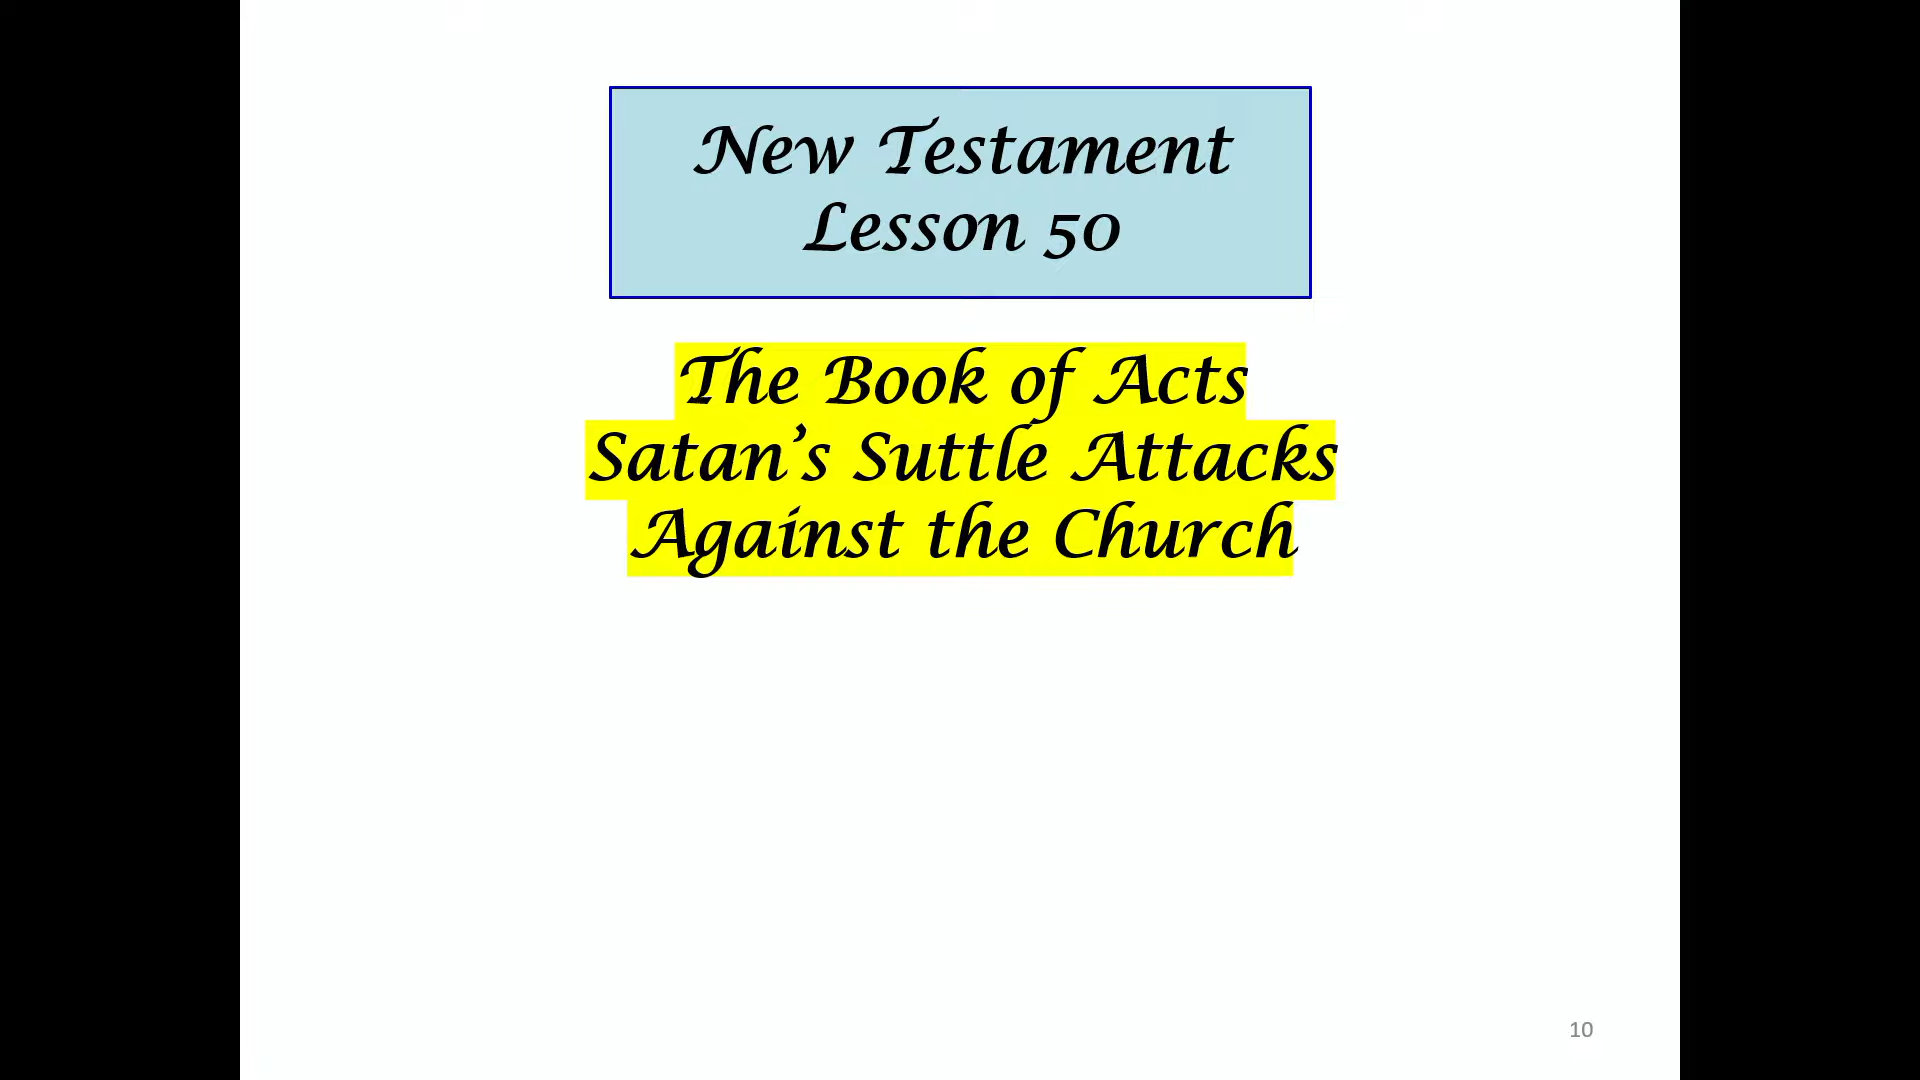 New Testament
Lesson 50
The Book of Acts
Satan’s Suttle Attacks
Against the Church
10